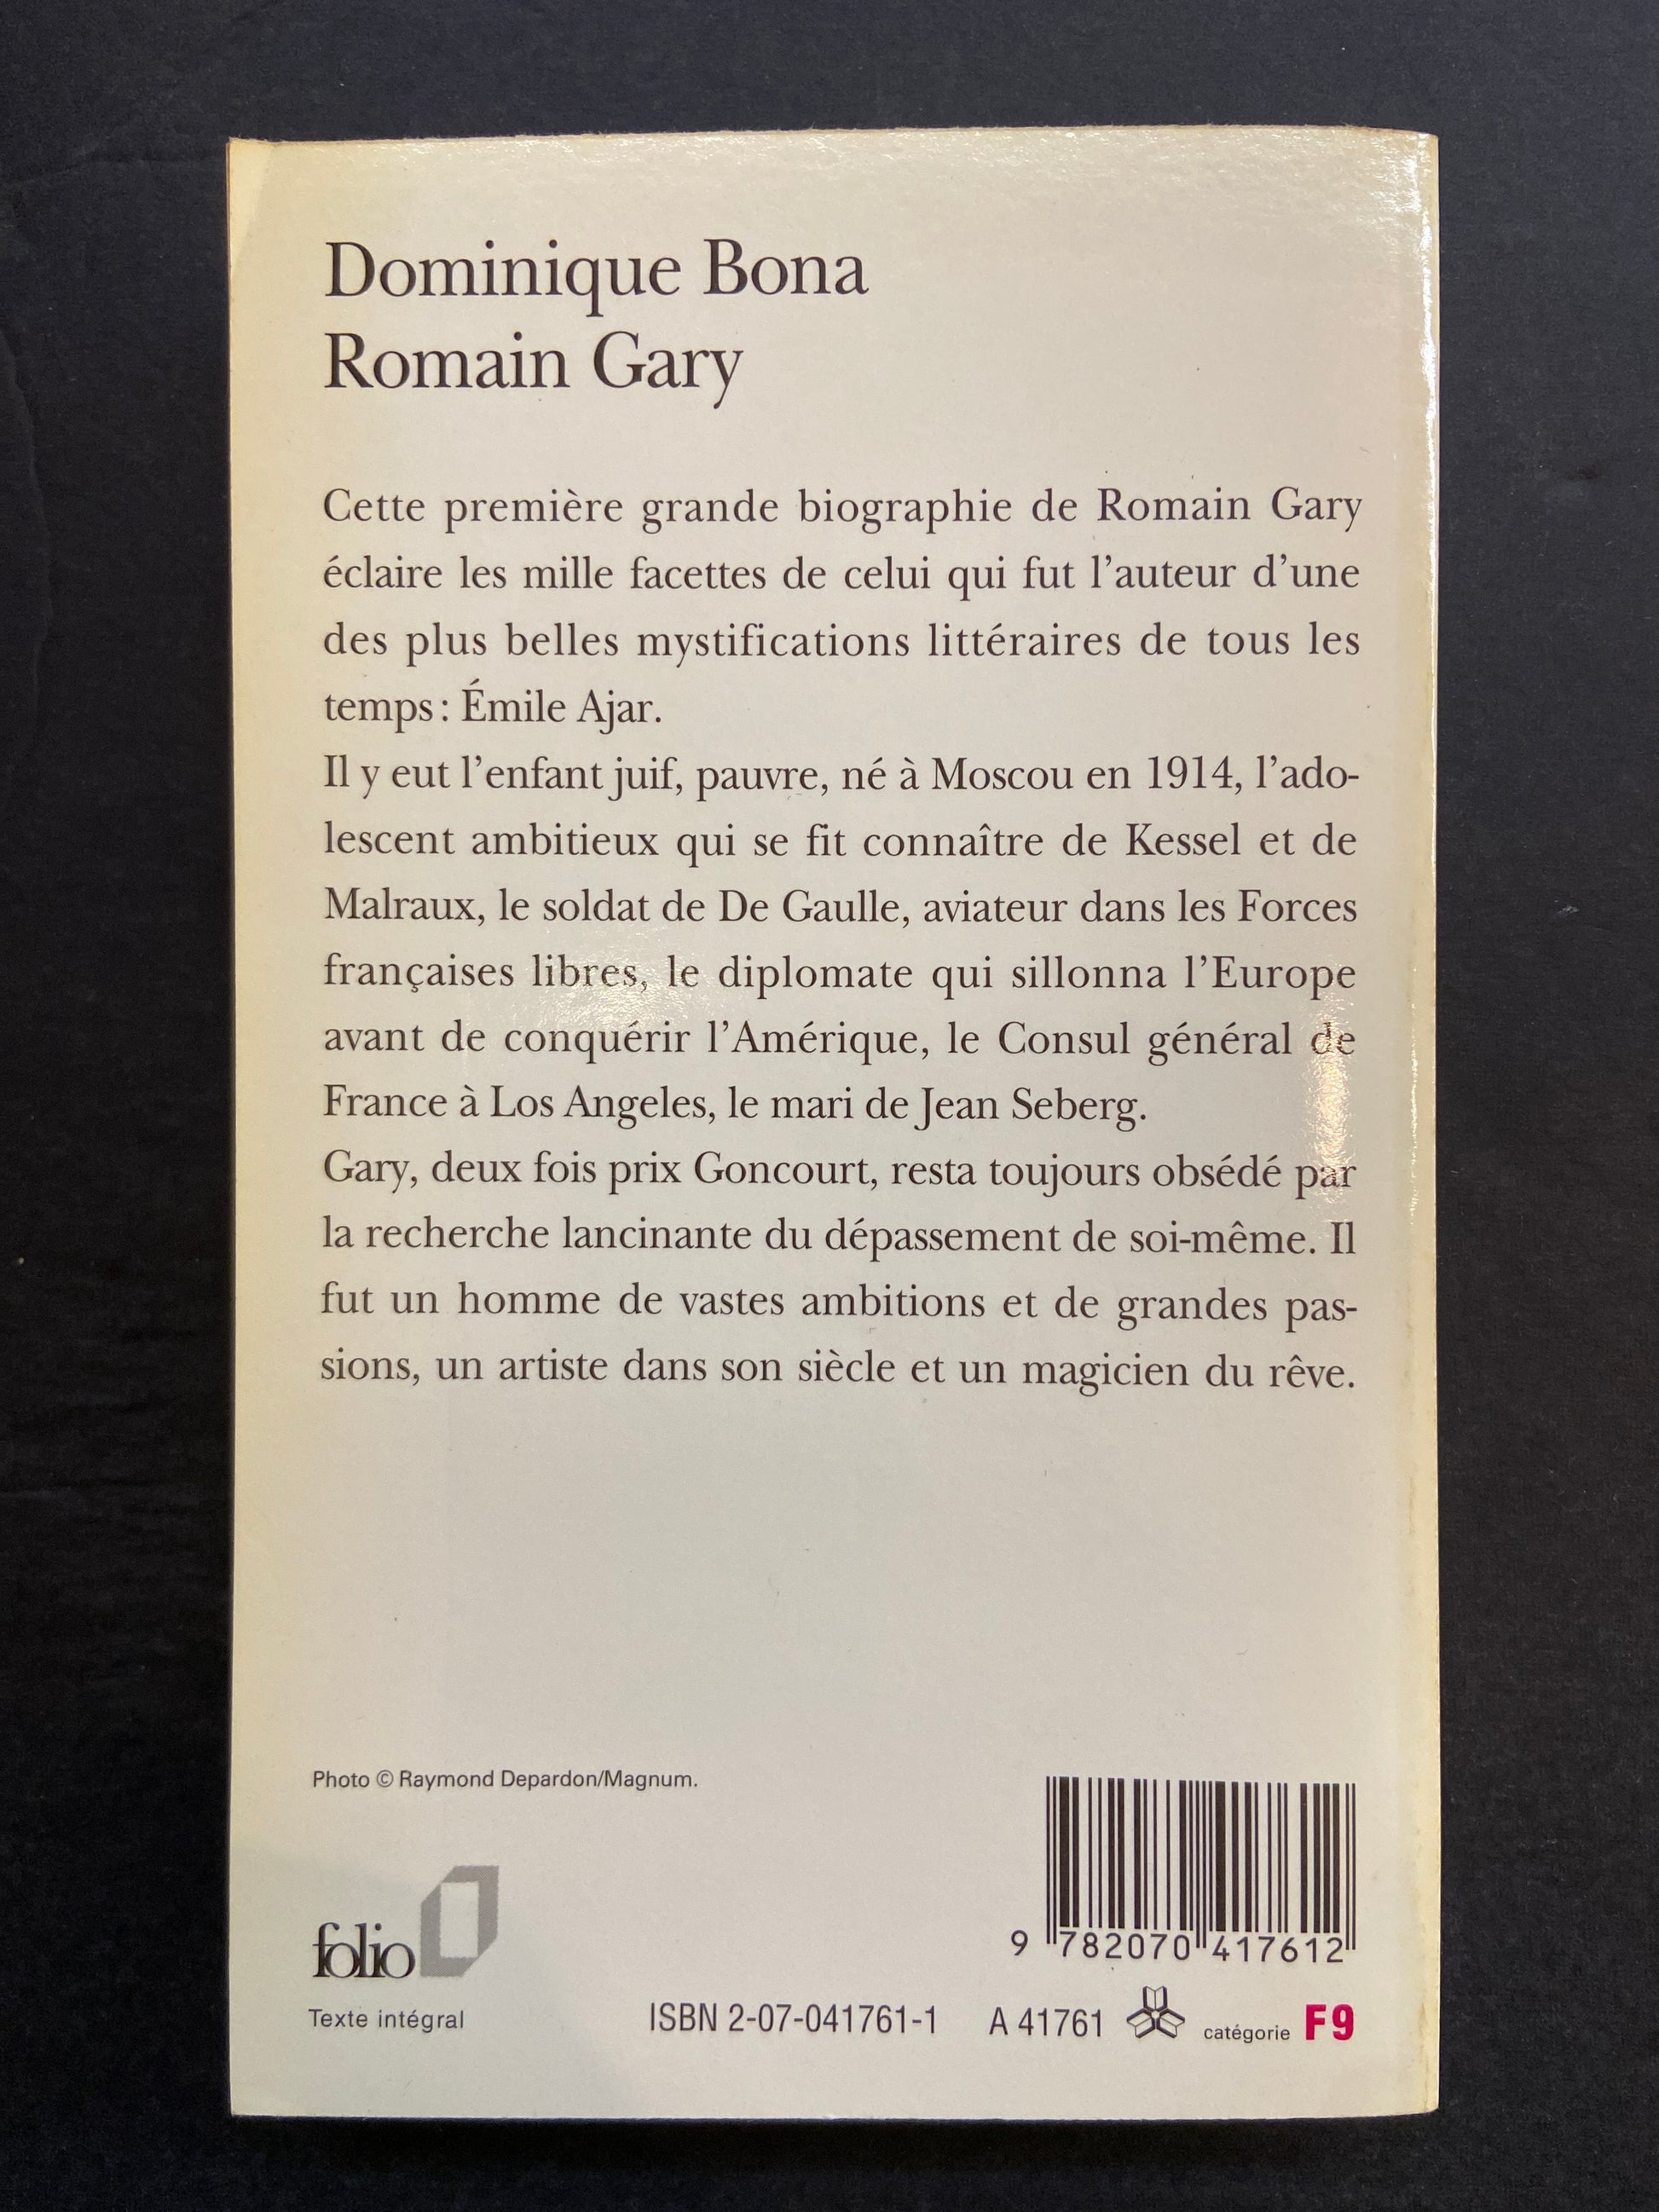 Dominique Bona
Romain Gary
Cette première grande biographie de Romain Gary
éclaire les mille facettes de celui qui fut l’auteur d’une
des plus belles mystifications littéraires de tous les
temps : Émile Ajar.
Il y eut l’enfant juif, pauvre, né à Moscou en 1914, l’ado-
lescent ambitieux qui se fit connaître de Kessel et de
Malraux, le soldat de De Gaulle, aviateur dans les Forces
françaises libres, le diplomate qui sillonna l’Europe
avant de conquérir l’Amérique, le Consul général de
France à Los Angeles, le mari de Jean Seberg.
Gary, deux fois prix Goncourt, resta toujours obsédé par
la recherche lancinante du dépassement de soi-même. Il
fut un homme de vastes ambitions et de grandes pas-
sions, un artiste dans son siècle et un magicien du rêve.
Photo © Raymond Depardon/Magnum.
9 782070 417612
folio
Texte intégral
ISBN 2-07-041761-1 A 41761 catégorie F9